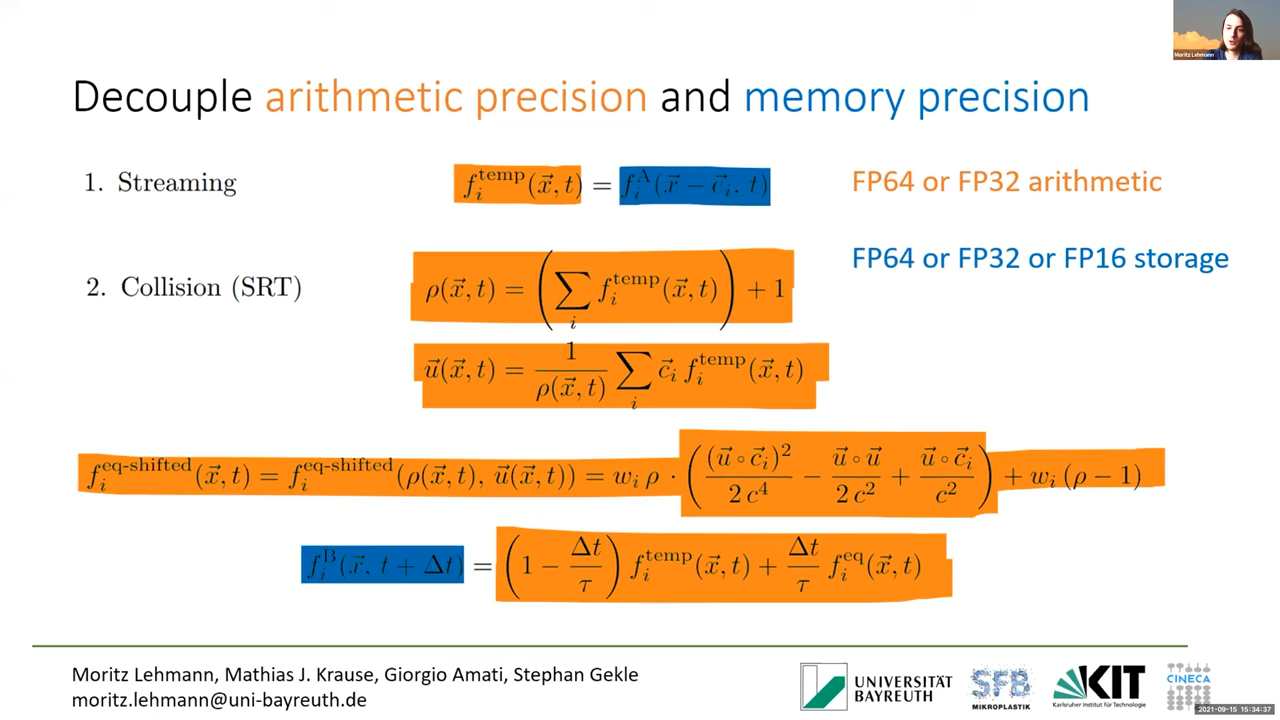 Moritz Lehmann
Decouple arithmetic precision and memory precision
1. Streaming
f_i^temp(x⃗, t) = f_i^A(x⃗ − c⃗_i, t)
FP64 or FP32 arithmetic
FP64 or FP32 or FP16 storage
2. Collision (SRT)
ρ(x⃗, t) = (∑_i f_i^temp(x⃗, t)) + 1
u⃗(x⃗, t) = 1/ρ(x⃗, t) ∑_i c⃗_i f_i^temp(x⃗, t)
f_i^eq-shifted(x⃗, t) = f_i^eq-shifted(ρ(x⃗, t), u⃗(x⃗, t)) = w_i ρ · ((u⃗ ∘ c⃗_i)²/(2 c⁴) − (u⃗ ∘ u⃗)/(2 c²) + (u⃗ ∘ c⃗_i)/c²) + w_i (ρ − 1)
f_i^B(x⃗, t + Δt) = (1 − Δt/τ) f_i^temp(x⃗, t) + Δt/τ f_i^eq(x⃗, t)
Moritz Lehmann, Mathias J. Krause, Giorgio Amati, Stephan Gekle
moritz.lehmann@uni-bayreuth.de
UNIVERSITÄT
BAYREUTH
SFB
MIKROPLASTIK
KIT
Karlsruher Institut für Technologie
CINECA
2021-09-15 15:34:37